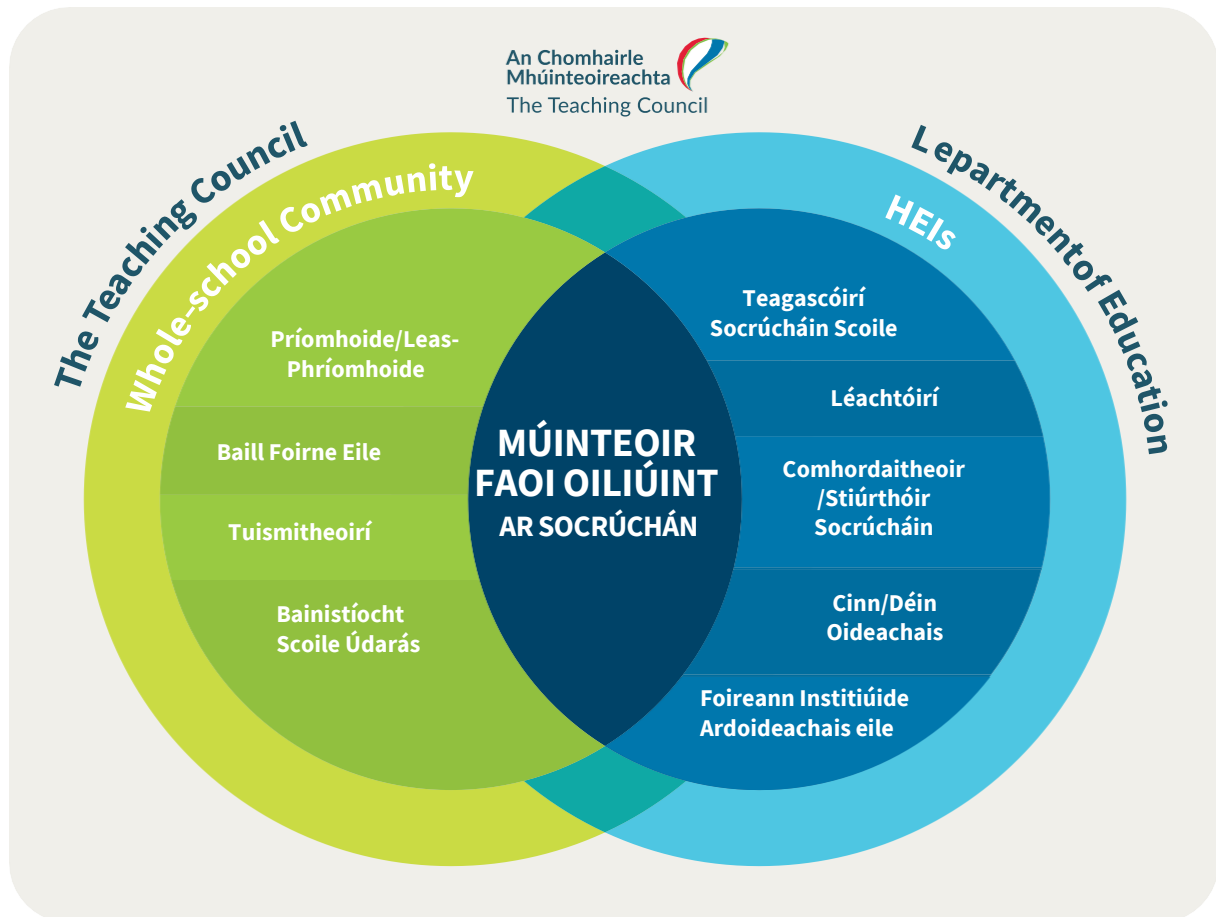 An Chomhairle
Mhúinteoireachta
The Teaching Council
The Teaching Council
Whole-school Community
Príomhoide/Leas-
Phríomhoide
Baill Foirne Eile
Tuismitheoirí
Bainistíocht
Scoile Údarás
MÚINTEOIR
FAOI OILIÚINT
AR SOCRÚCHÁN
Lepartmentof Education
HEIs
Teagascóirí
Socrúcháin Scoile
Léachtóirí
Comhordaitheoir
/Stiúrthóir
Socrúcháin
Cinn/Déin
Oideachais
Foireann Institiúide
Ardoideachais eile